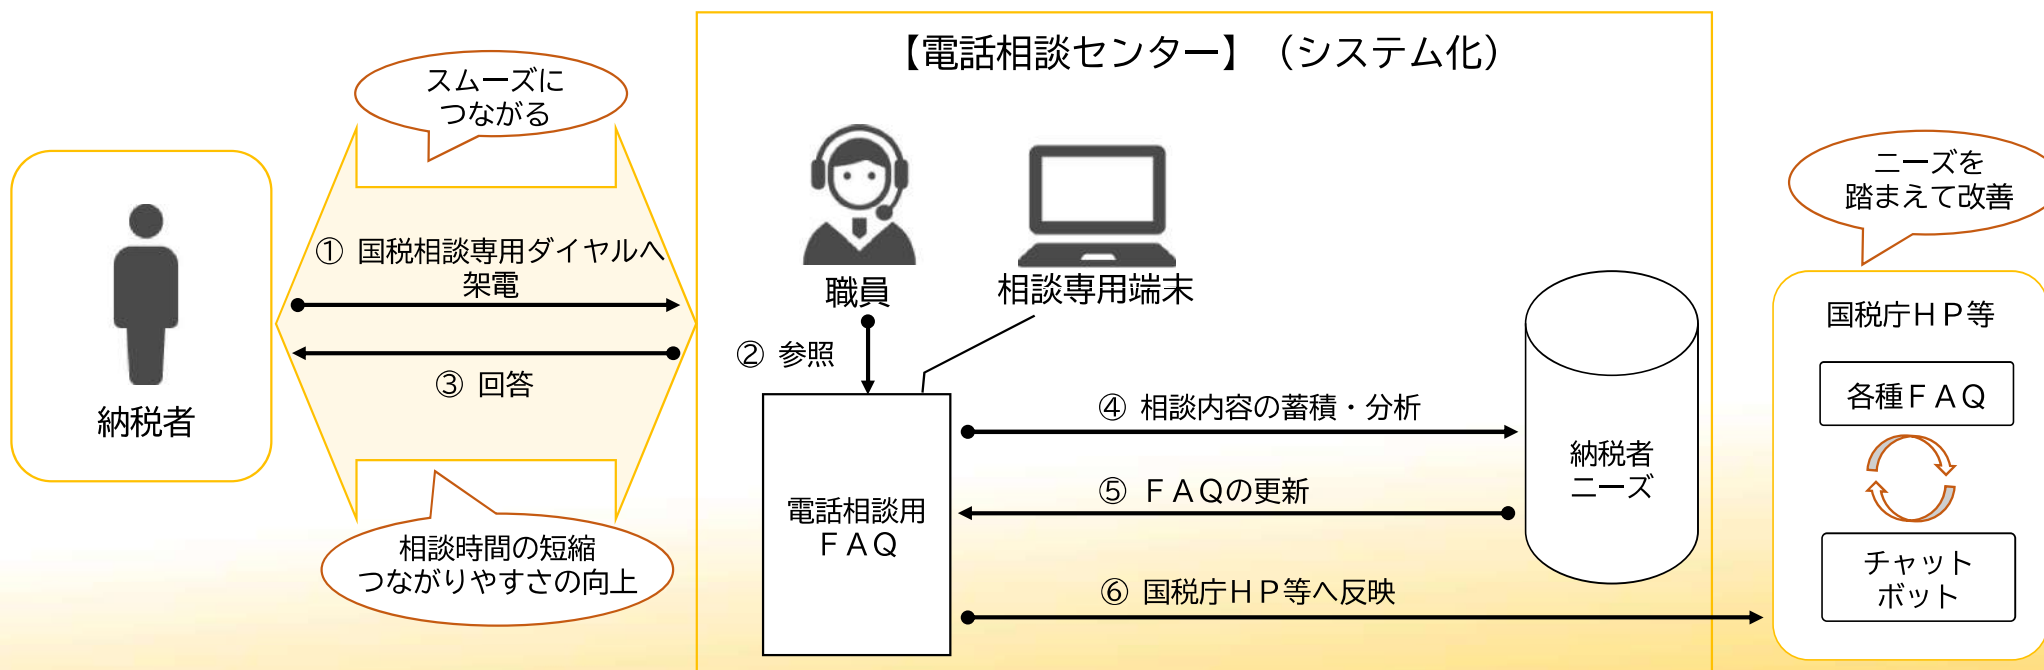 【電話相談センター】（システム化）
スムーズに
つながる
納税者
① 国税相談専用ダイヤルへ
架電
③ 回答
相談時間の短縮
つながりやすさの向上
職員
相談専用端末
② 参照
電話相談用
ＦＡＱ
④ 相談内容の蓄積・分析
⑤ ＦＡＱの更新
⑥ 国税庁ＨＰ等へ反映
納税者
ニーズ
ニーズを
踏まえて改善
国税庁ＨＰ等
各種ＦＡＱ
チャット
ボット